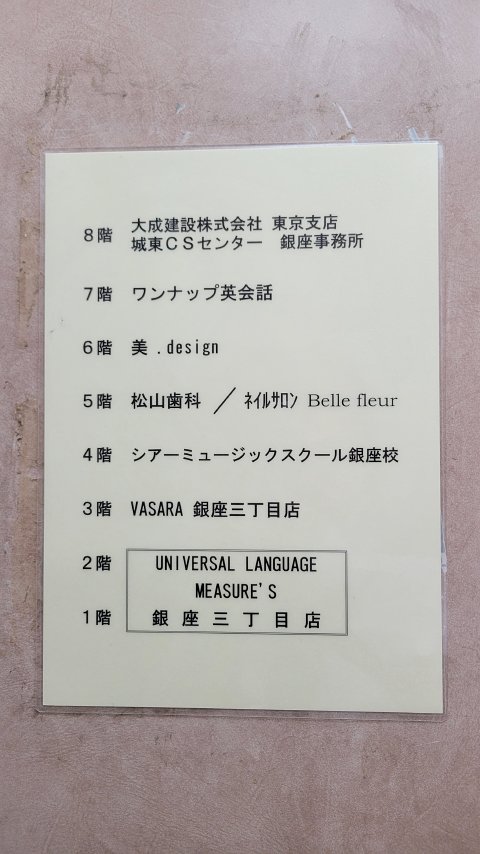 8階 大成建設株式会社 東京支店
城東CSセンター 銀座事務所
7階 ワンナップ英会話
6階 美 .design
5階 松山歯科 ／ ﾈｲﾙｻﾛﾝ Belle fleur
4階 シアーミュージックスクール銀座校
3階 VASARA 銀座三丁目店
2階 UNIVERSAL LANGUAGE
MEASURE'S
1階 銀座三丁目店